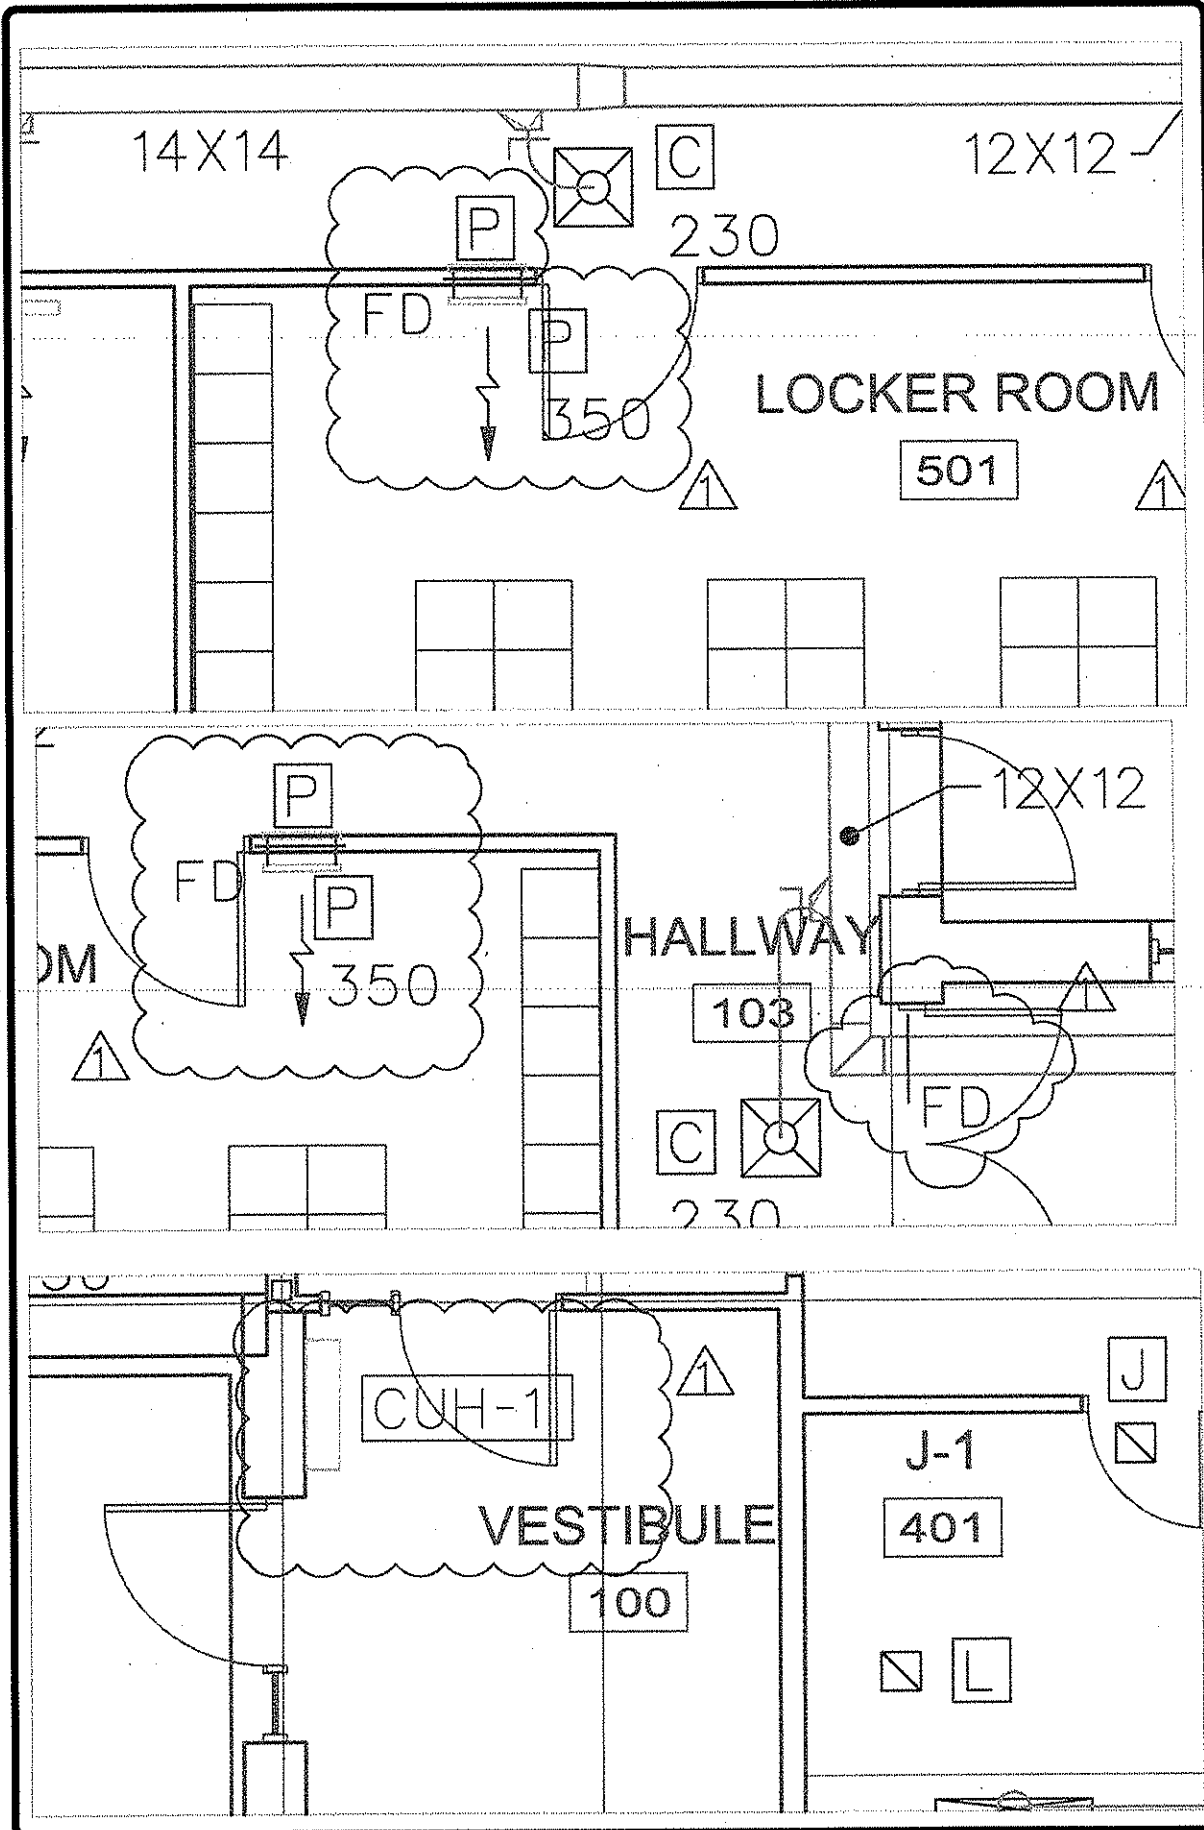 14X14
C
12X12
P
230
FD
P
350
LOCKER ROOM
501
1
1
P
12X12
FD
P
HALLWAY
OM
350
103
1
1
FD
C
230
J
1
CUH-1
J-1
VESTIBULE
401
100
L